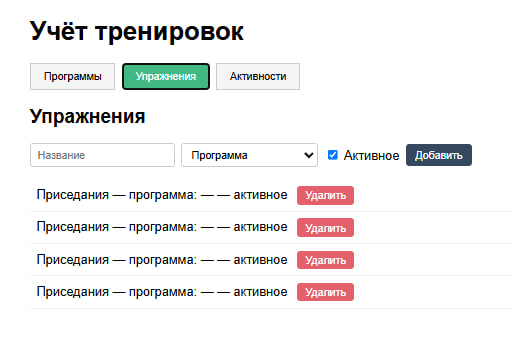 Учёт тренировок
Программы Упражнения Активности
Упражнения
Название Программа Активное Добавить
Приседания — программа: — — активное Удалить
Приседания — программа: — — активное Удалить
Приседания — программа: — — активное Удалить
Приседания — программа: — — активное Удалить